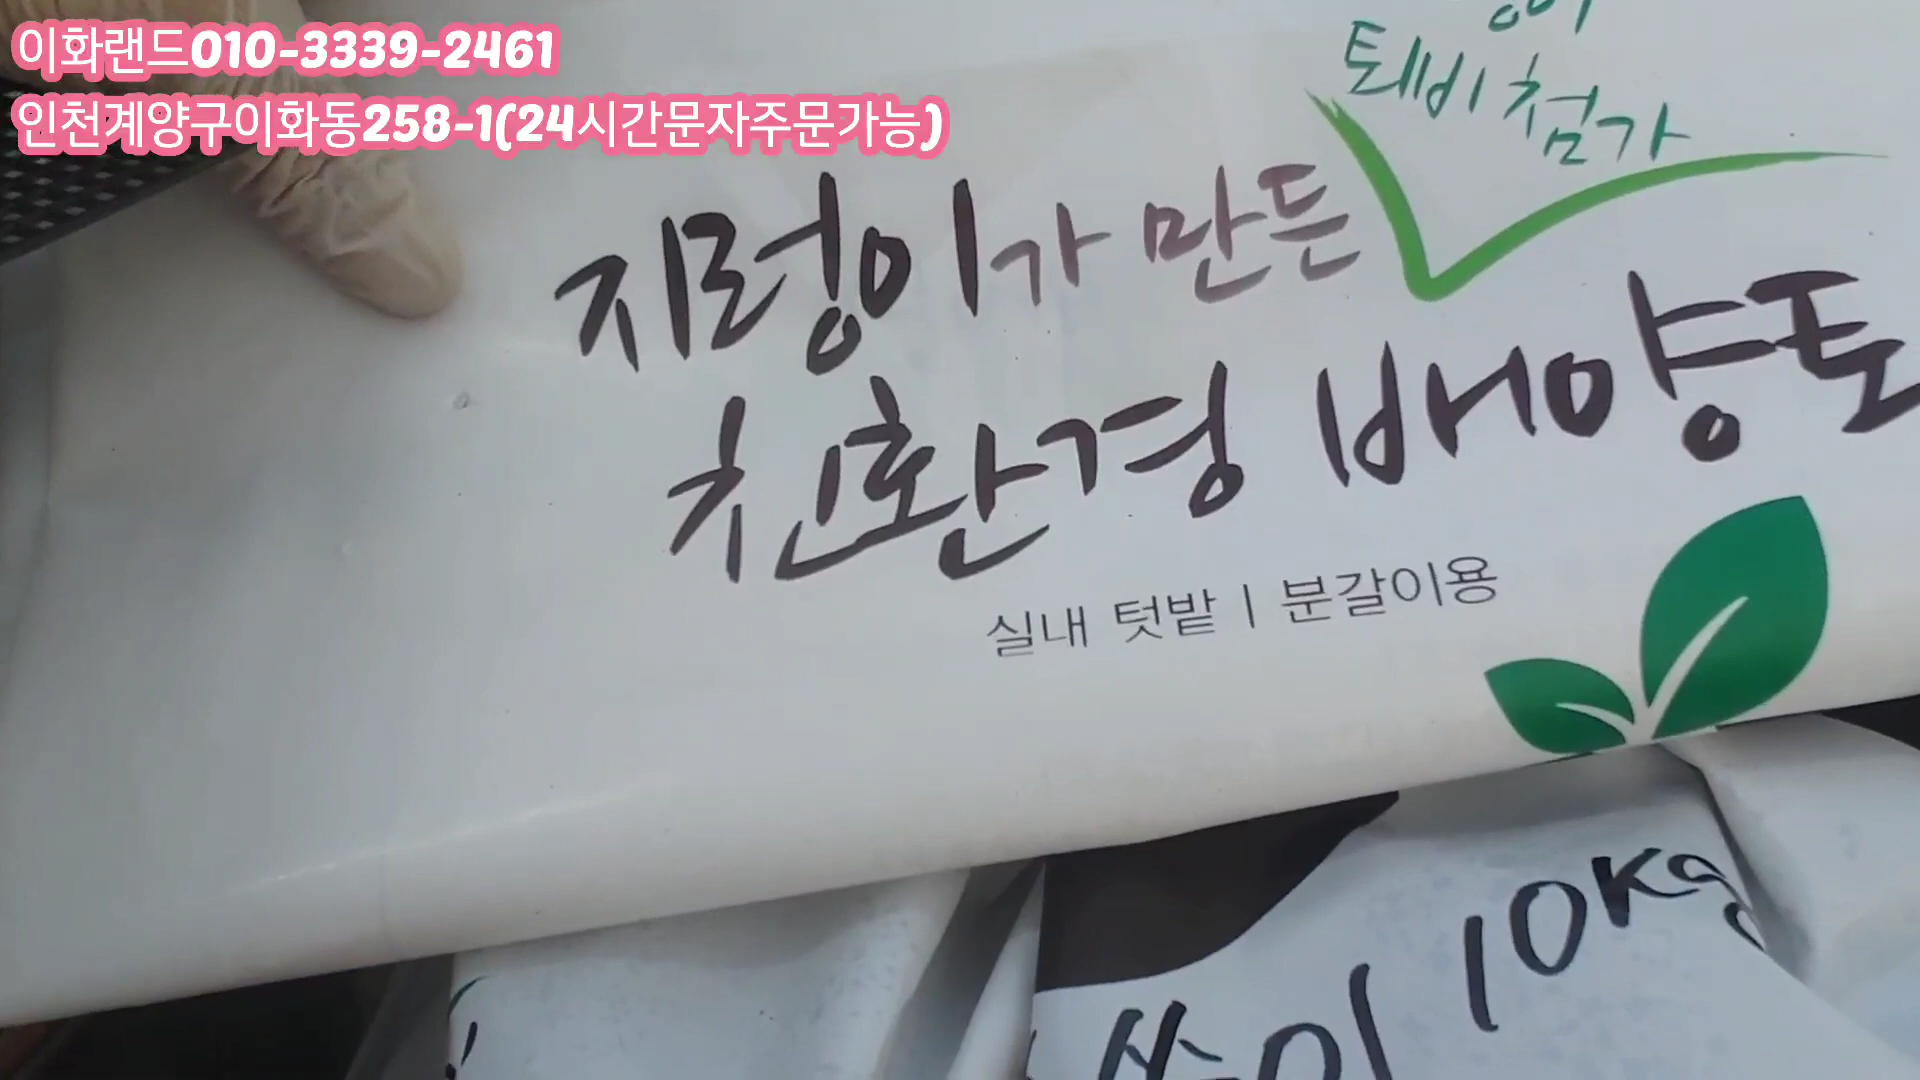 이화랜드010-3339-2461
인천계양구이화동258-1(24시간문자주문가능)
퇴비 첨가
지렁이가 만든
친환경 배양토
실내 텃밭 | 분갈이용
10kg